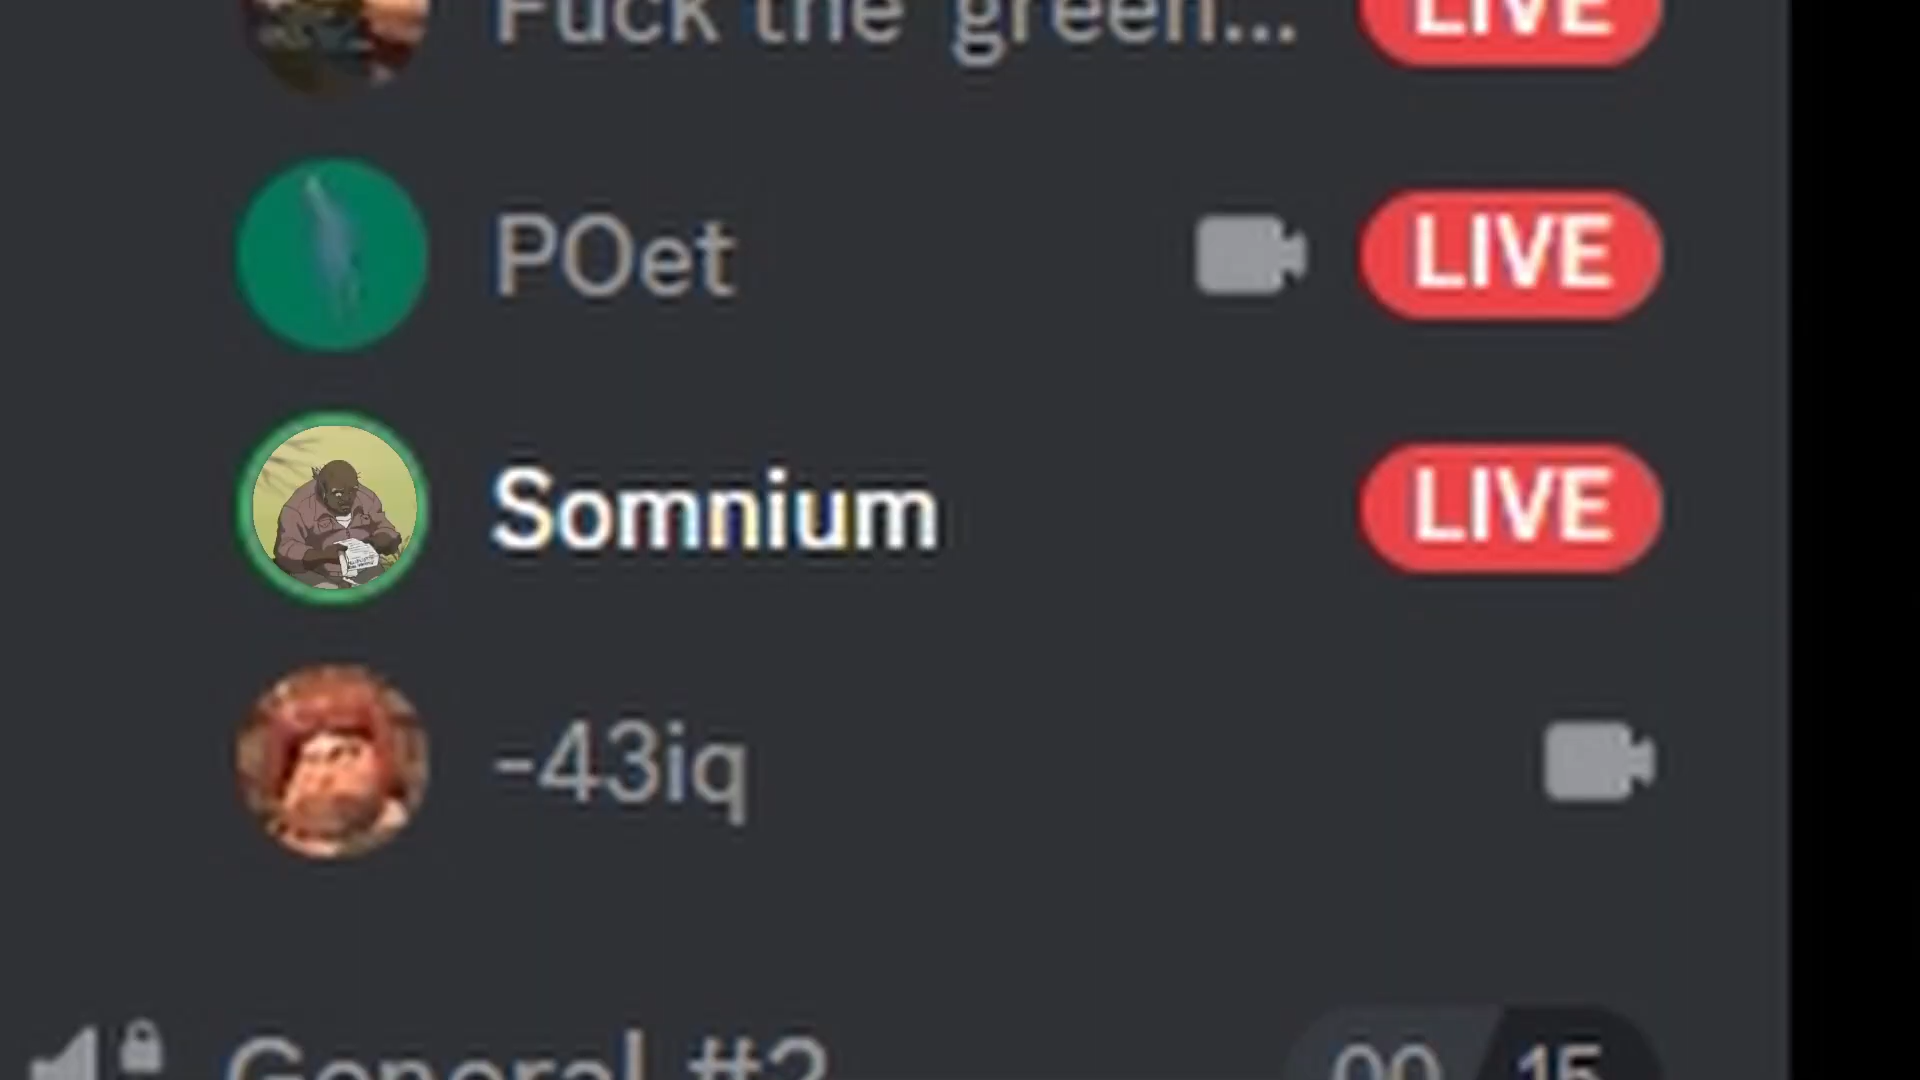 Fuck the green... LIVE
POet LIVE
Somnium LIVE
-43iq
General #2 00 15